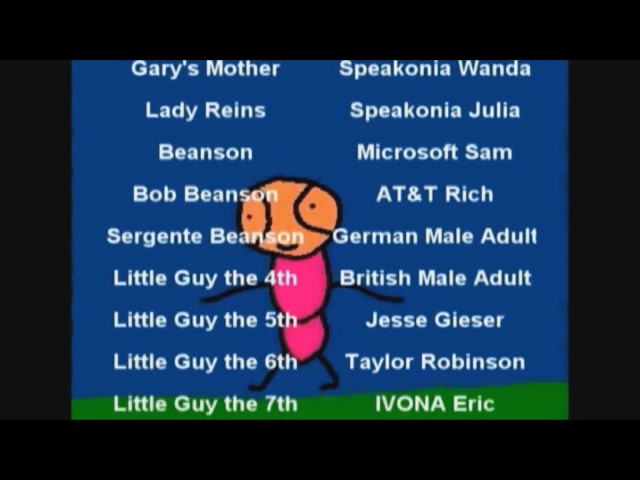 Gary's Mother Speakonia Wanda
Lady Reins Speakonia Julia
Beanson Microsoft Sam
Bob Beanson AT&T Rich
Sergente Beanson German Male Adult
Little Guy the 4th British Male Adult
Little Guy the 5th Jesse Gieser
Little Guy the 6th Taylor Robinson
Little Guy the 7th IVONA Eric